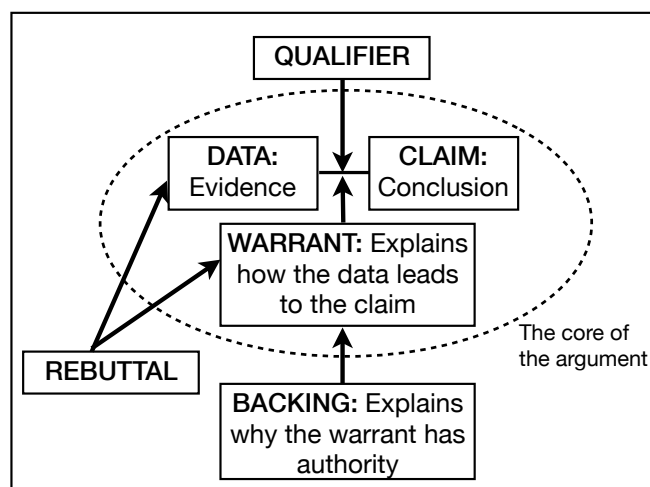 QUALIFIER
DATA:
Evidence
CLAIM:
Conclusion
WARRANT: Explains
how the data leads
to the claim
The core of
the argument
REBUTTAL
BACKING: Explains
why the warrant has
authority